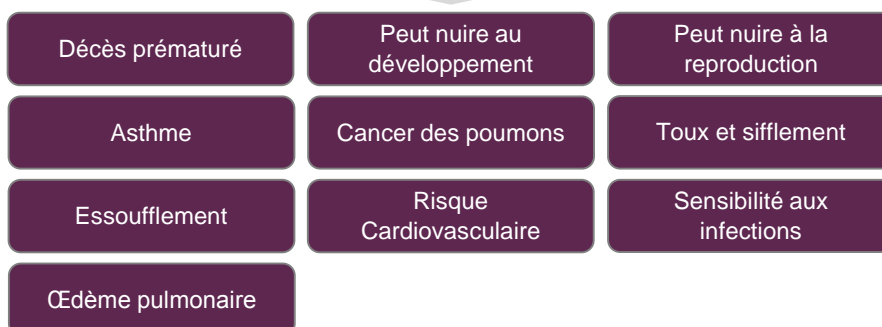 Décès prématuré
Peut nuire au
développement
Peut nuire à la
reproduction
Asthme
Cancer des poumons
Toux et sifflement
Essoufflement
Risque
Cardiovasculaire
Sensibilité aux
infections
Œdème pulmonaire